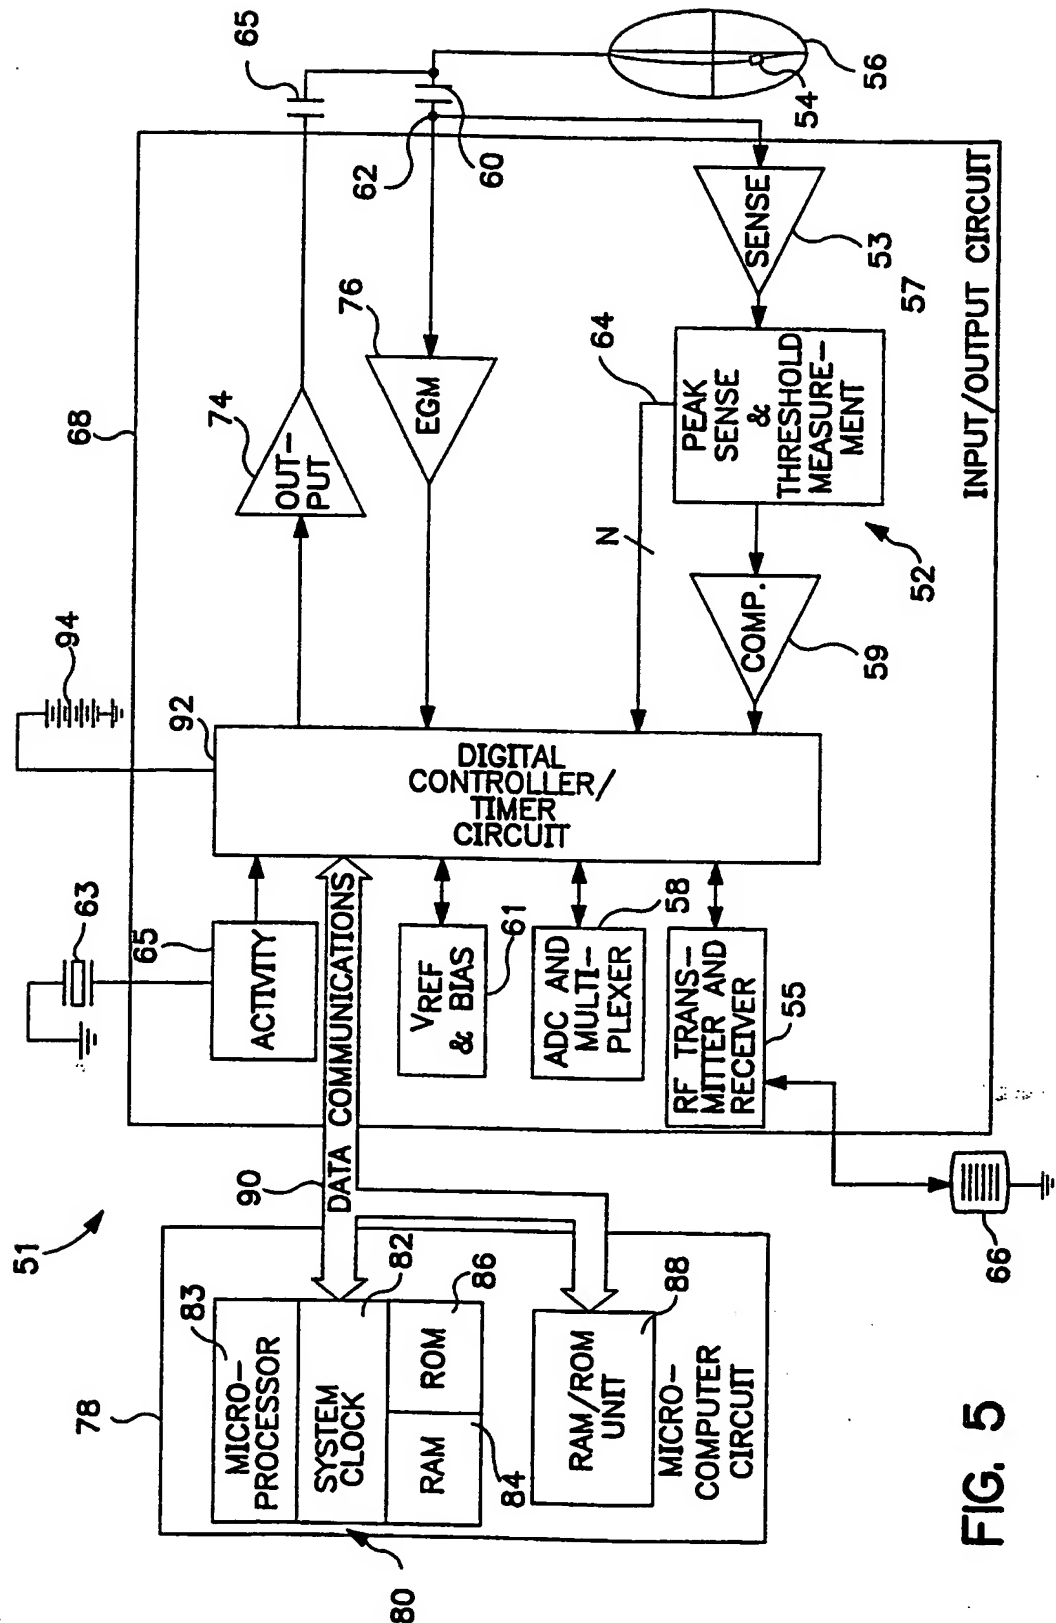 51
78
83
MICRO—
PROCESSOR
SYSTEM
CLOCK
82
RAM
ROM
84
86
80
RAM/ROM
UNIT
88
MICRO-
COMPUTER
CIRCUIT
90
DATA COMMUNICATIONS
66
63
65
ACTIVITY
VREF
& BIAS
61
ADC AND
MULTI—
PLEXER
58
RF TRANS—
MITTER AND
RECEIVER
55
94
92
DIGITAL
CONTROLLER/
TIMER
CIRCUIT
68
74
OUT—
PUT
76
EGM
N
64
COMP.
59
52
PEAK
SENSE
&
THRESHOLD
MEASURE—
MENT
SENSE
53
57
INPUT/OUTPUT CIRCUIT
62
60
65
54
56
FIG. 5